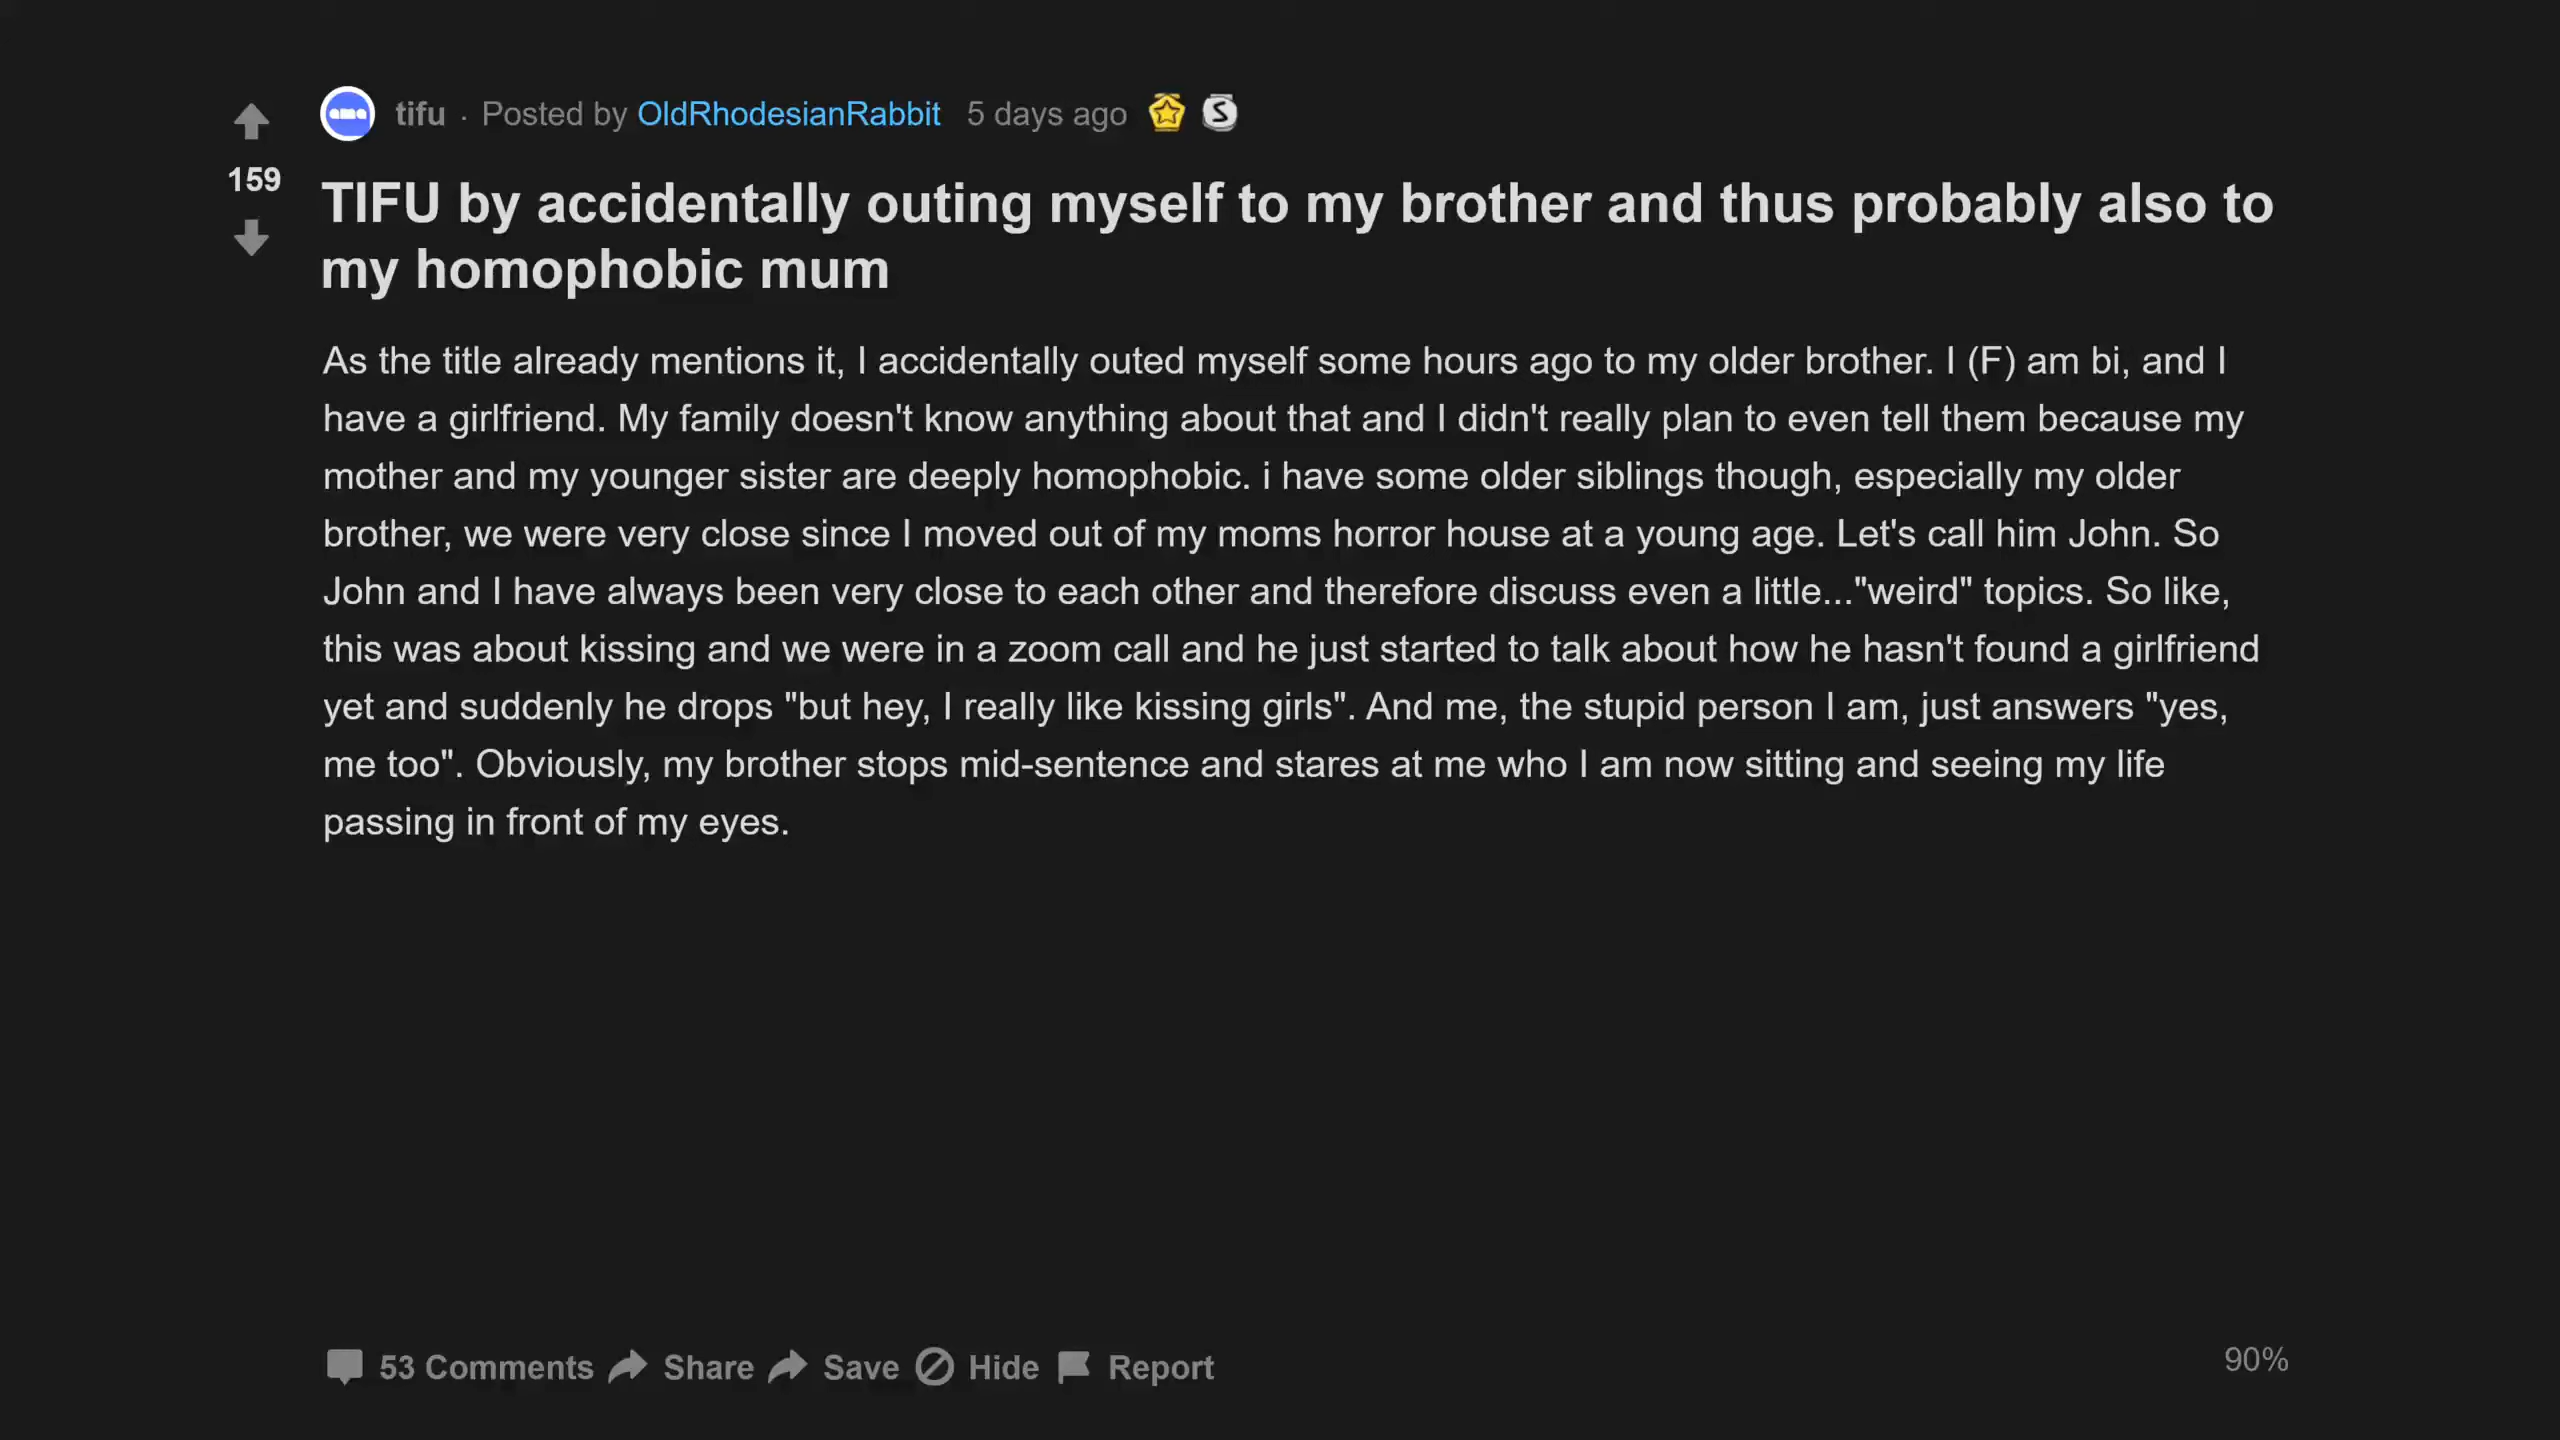 tifu · Posted by OldRhodesianRabbit 5 days ago
159
TIFU by accidentally outing myself to my brother and thus probably also to
my homophobic mum
As the title already mentions it, I accidentally outed myself some hours ago to my older brother. I (F) am bi, and I
have a girlfriend. My family doesn't know anything about that and I didn't really plan to even tell them because my
mother and my younger sister are deeply homophobic. i have some older siblings though, especially my older
brother, we were very close since I moved out of my moms horror house at a young age. Let's call him John. So
John and I have always been very close to each other and therefore discuss even a little..."weird" topics. So like,
this was about kissing and we were in a zoom call and he just started to talk about how he hasn't found a girlfriend
yet and suddenly he drops "but hey, I really like kissing girls". And me, the stupid person I am, just answers "yes,
me too". Obviously, my brother stops mid-sentence and stares at me who I am now sitting and seeing my life
passing in front of my eyes.
53 Comments Share Save Hide Report
90%